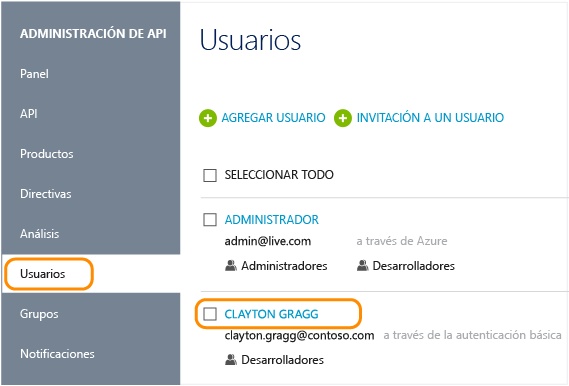 ADMINISTRACIÓN DE API
Panel
API
Productos
Directivas
Análisis
Usuarios
Grupos
Notificaciones
Usuarios
AGREGAR USUARIO INVITACIÓN A UN USUARIO
SELECCIONAR TODO
ADMINISTRADOR
admin@live.com a través de Azure
Administradores Desarrolladores
CLAYTON GRAGG
clayton.gragg@contoso.com a través de la autenticación básica
Desarrolladores